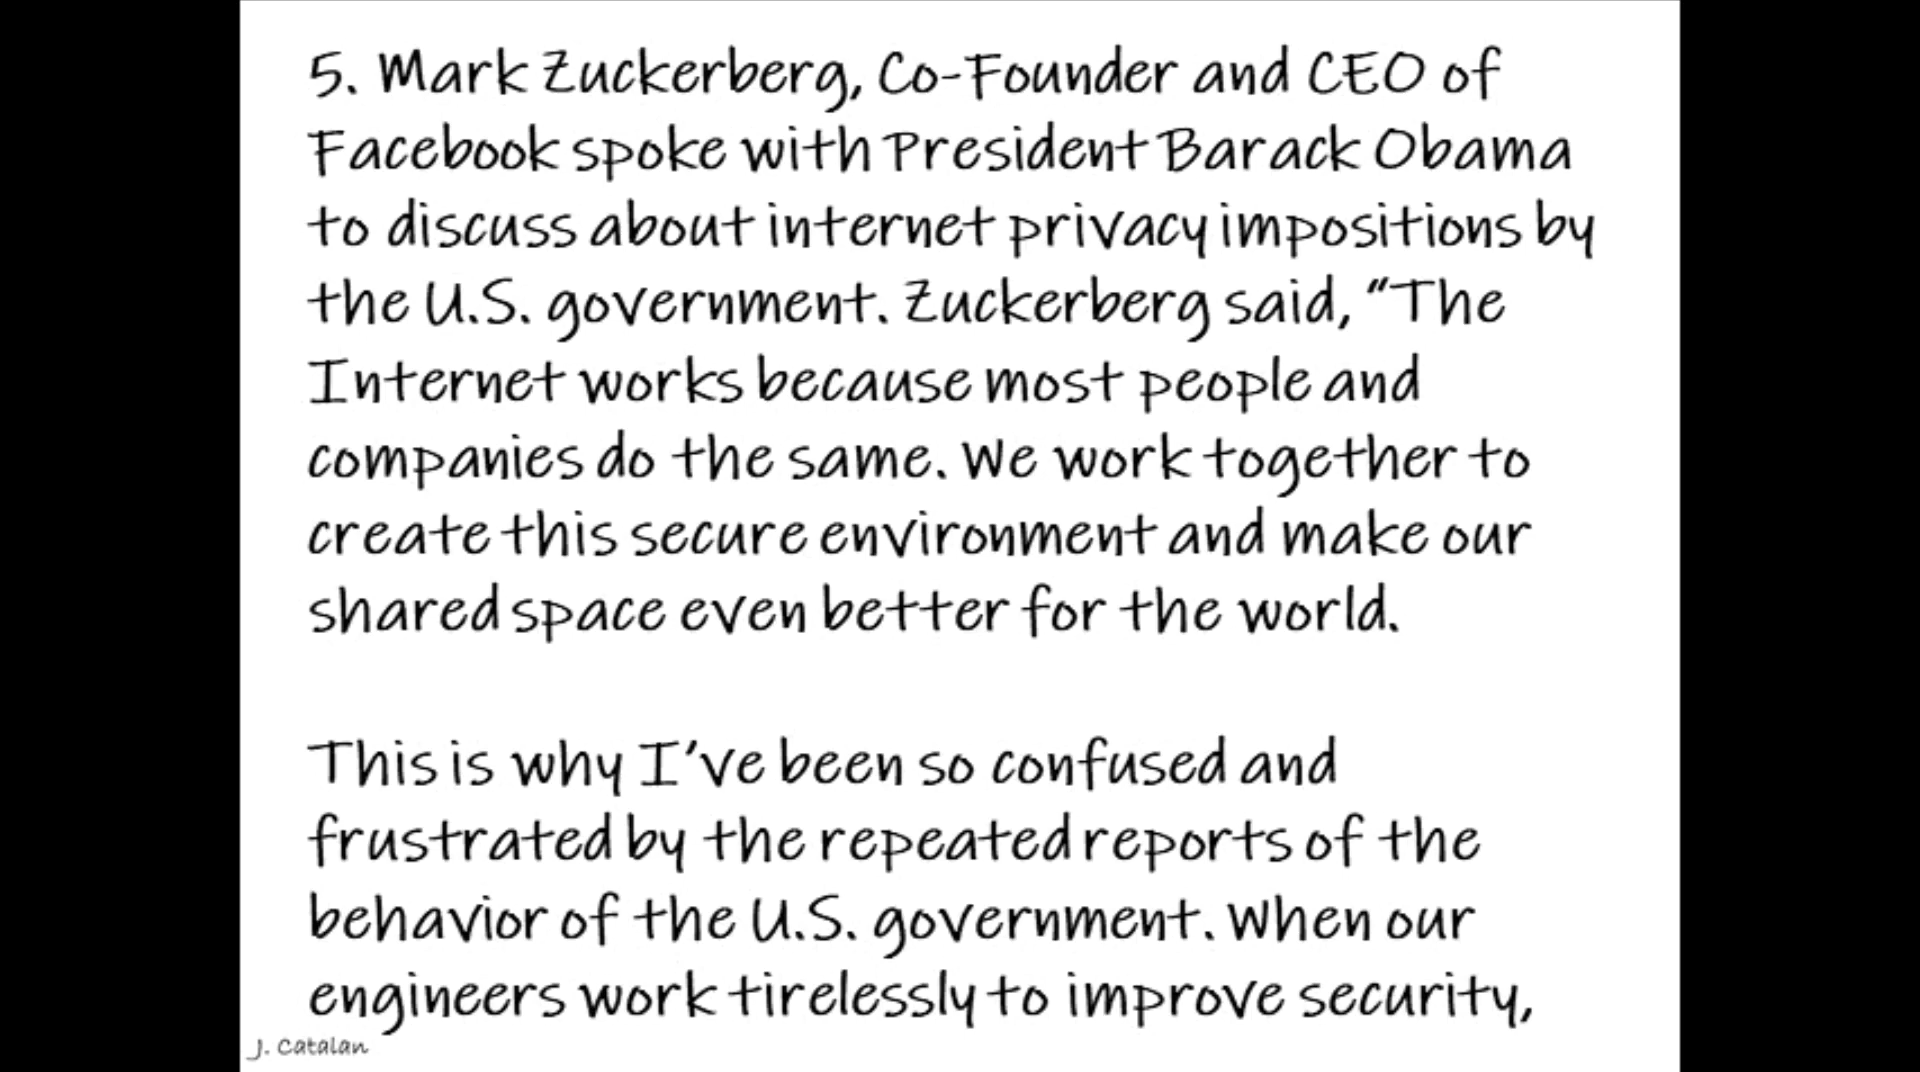 5. Mark Zuckerberg, Co-Founder and CEO of
Facebook spoke with President Barack Obama
to discuss about internet privacy impositions by
the U.S. government. Zuckerberg said, “The
Internet works because most people and
companies do the same. We work together to
create this secure environment and make our
shared space even better for the world.
This is why I’ve been so confused and
frustrated by the repeated reports of the
behavior of the U.S. government. When our
engineers work tirelessly to improve security,
J. Catalan